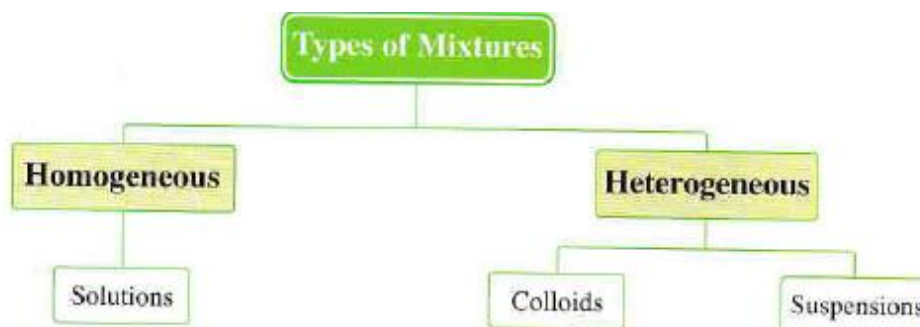 Types of Mixtures
Homogeneous
Heterogeneous
Solutions
Colloids
Suspensions